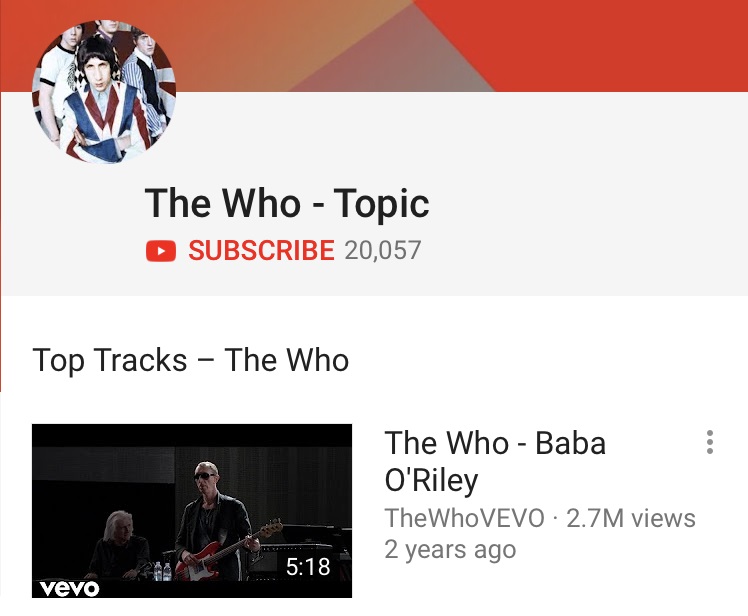 The Who - Topic
SUBSCRIBE 20,057
Top Tracks – The Who
The Who - Baba
O'Riley
TheWhoVEVO · 2.7M views
2 years ago
5:18
vevo